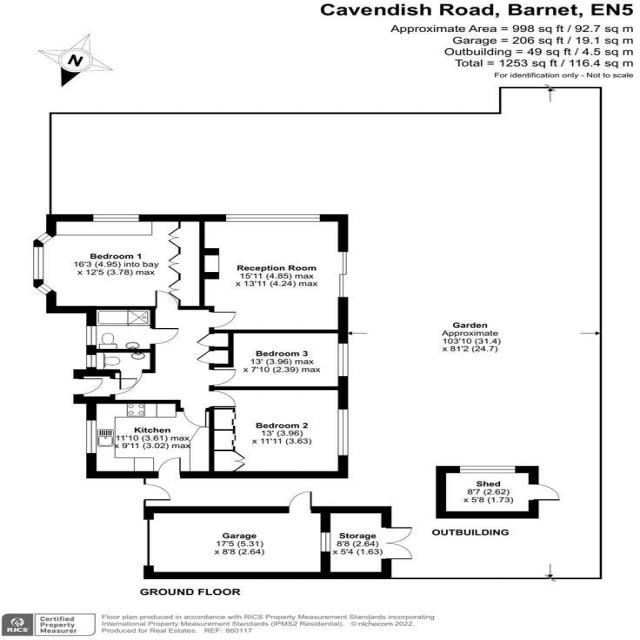 Cavendish Road, Barnet, EN5
Approximate Area = 998 sq ft / 92.7 sq m
Garage = 206 sq ft / 19.1 sq m
Outbuilding = 49 sq ft / 4.5 sq m
Total = 1253 sq ft / 116.4 sq m
For identification only - Not to scale
N
Bedroom 1
16'3 (4.95) into bay
x 12'5 (3.78) max
Reception Room
15'11 (4.85) max
x 13'11 (4.24) max
Garden
Approximate
103'10 (31.4)
x 81'2 (24.7)
Bedroom 3
13' (3.96) max
x 7'10 (2.39) max
Kitchen
11'10 (3.61) max
x 9'11 (3.02) max
Bedroom 2
13' (3.96)
x 11'11 (3.63)
Shed
8'7 (2.62)
x 5'8 (1.73)
OUTBUILDING
Garage
17'5 (5.31)
x 8'8 (2.64)
Storage
8'8 (2.64)
x 5'4 (1.63)
GROUND FLOOR
RICS
Certified
Property
Measurer
Floor plan produced in accordance with RICS Property Measurement Standards incorporating
International Property Measurement Standards (IPMS2 Residential). ©nichecom 2022.
Produced for Real Estates. REF: 860117